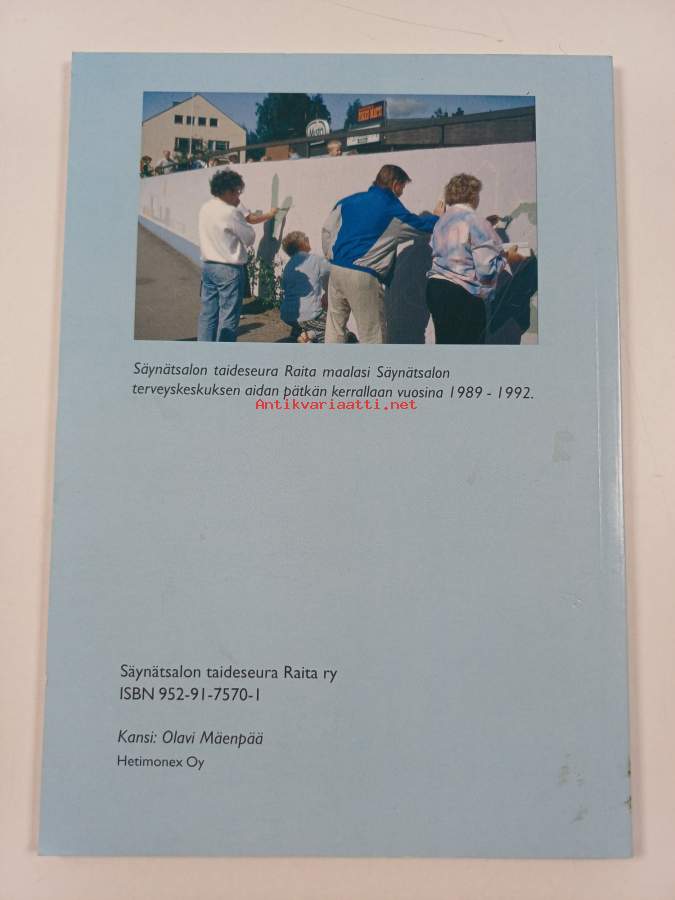 Säynätsalon taideseura Raita maalasi Säynätsalon
terveyskeskuksen aidan pätkän kerrallaan vuosina 1989 - 1992.
Antikvariaatti.net
Säynätsalon taideseura Raita ry
ISBN 952-91-7570-1
Kansi: Olavi Mäenpää
Hetimonex Oy